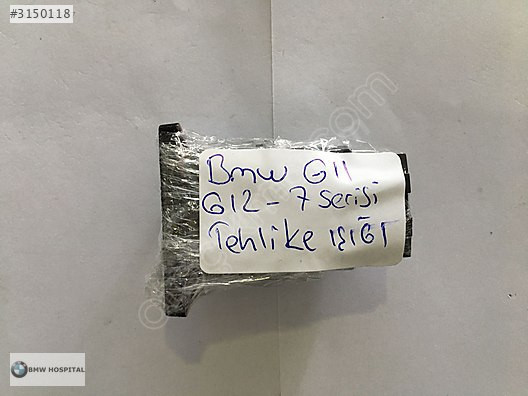 #3150118
Bmw G11
G12 - 7 Serisi
Tehlike ışığı
BMW HOSPITAL